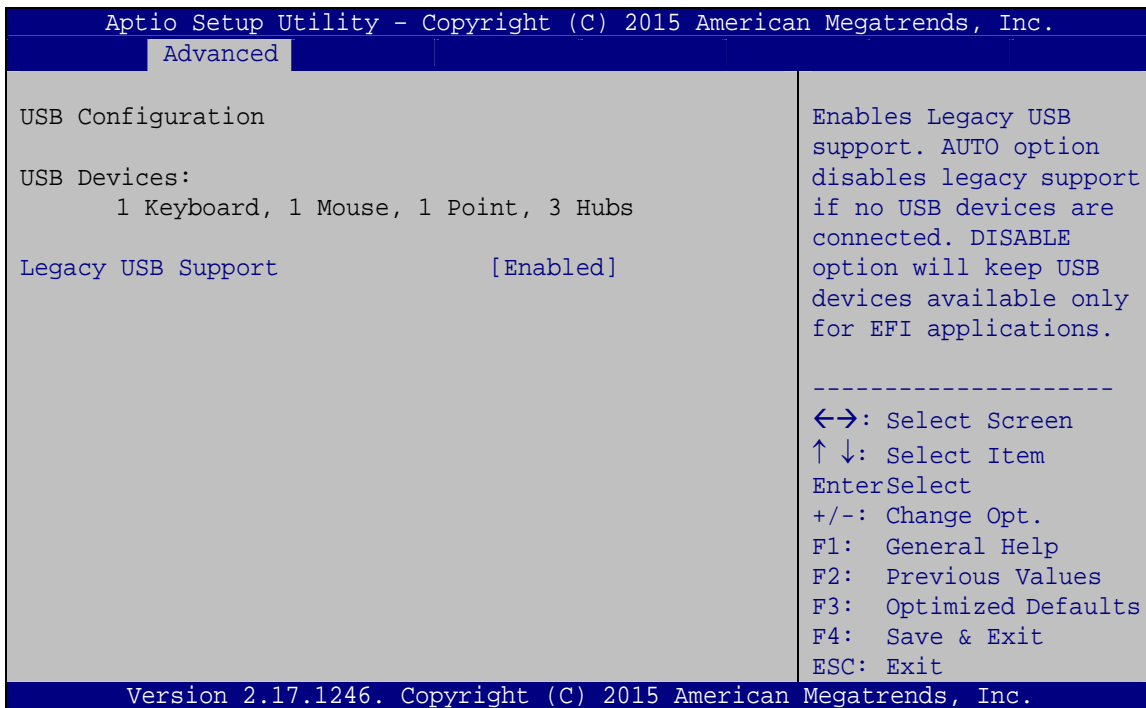 Aptio Setup Utility – Copyright (C) 2015 American Megatrends, Inc.
Advanced
USB Configuration
USB Devices:
1 Keyboard, 1 Mouse, 1 Point, 3 Hubs
Legacy USB Support [Enabled]
Enables Legacy USB
support. AUTO option
disables legacy support
if no USB devices are
connected. DISABLE
option will keep USB
devices available only
for EFI applications.
---------------------
←→: Select Screen
↑ ↓: Select Item
EnterSelect
+/-: Change Opt.
F1: General Help
F2: Previous Values
F3: Optimized Defaults
F4: Save & Exit
ESC: Exit
Version 2.17.1246. Copyright (C) 2015 American Megatrends, Inc.